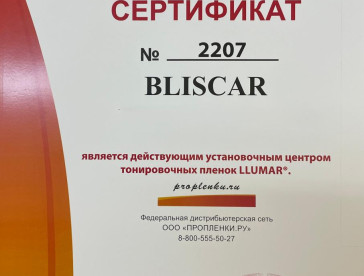 СЕРТИФИКАТ
№ 2207
BLISCAR
является действующим установочным центром
тонировочных пленок LLUMAR®.
proplenku.ru
Федеральная дистрибьютерская сеть
ООО «ПРОПЛЕНКИ.РУ»
8-800-555-50-27